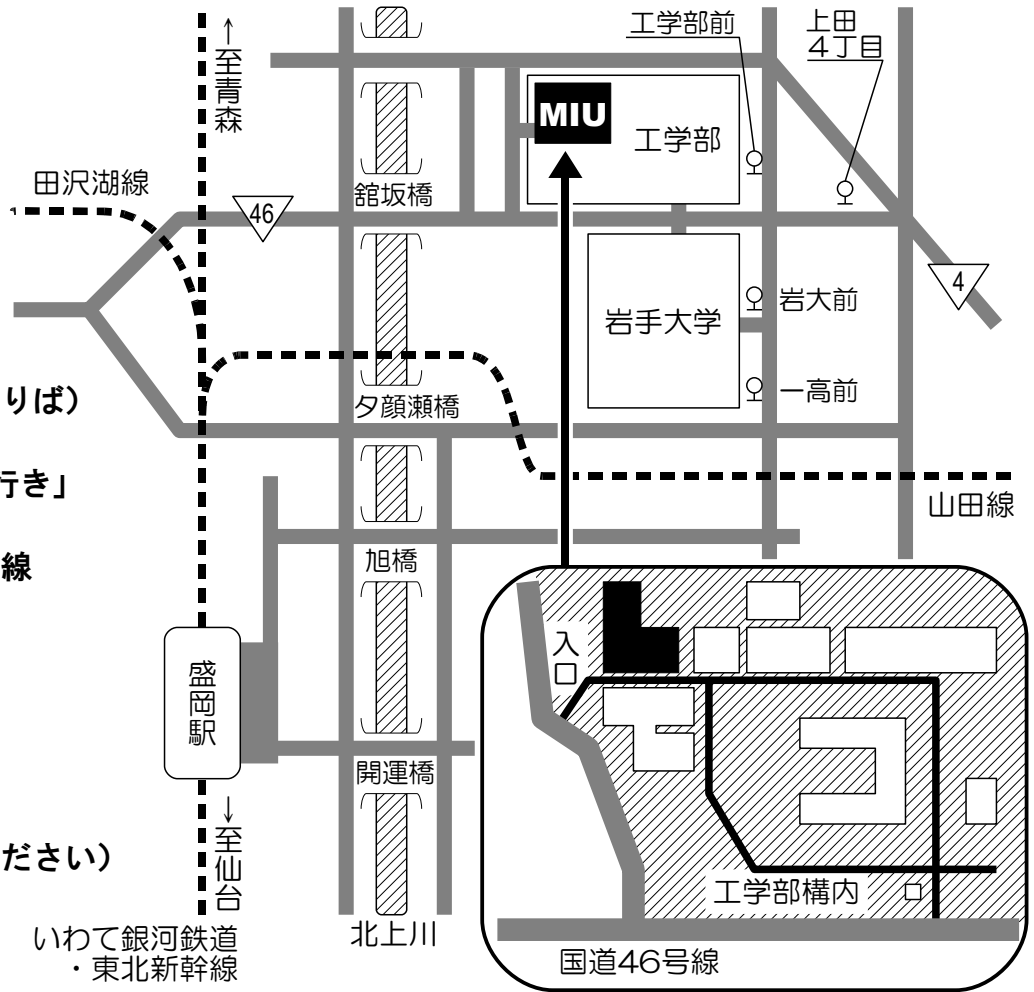 ↑至青森
工学部前
上田
4丁目
MIU
工学部
田沢湖線
46
舘坂橋
4
岩手大学
岩大前
りば）
夕顔瀬橋
一高前
行き」
山田線
線
旭橋
入口
盛岡駅
開運橋
↓至仙台
ださい）
工学部構内
北上川
いわて銀河鉄道
・東北新幹線
国道46号線